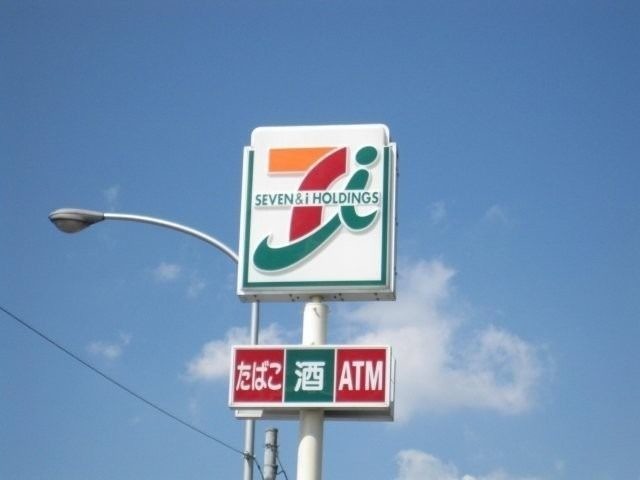 SEVEN & i HOLDINGS
たばこ 酒 ATM